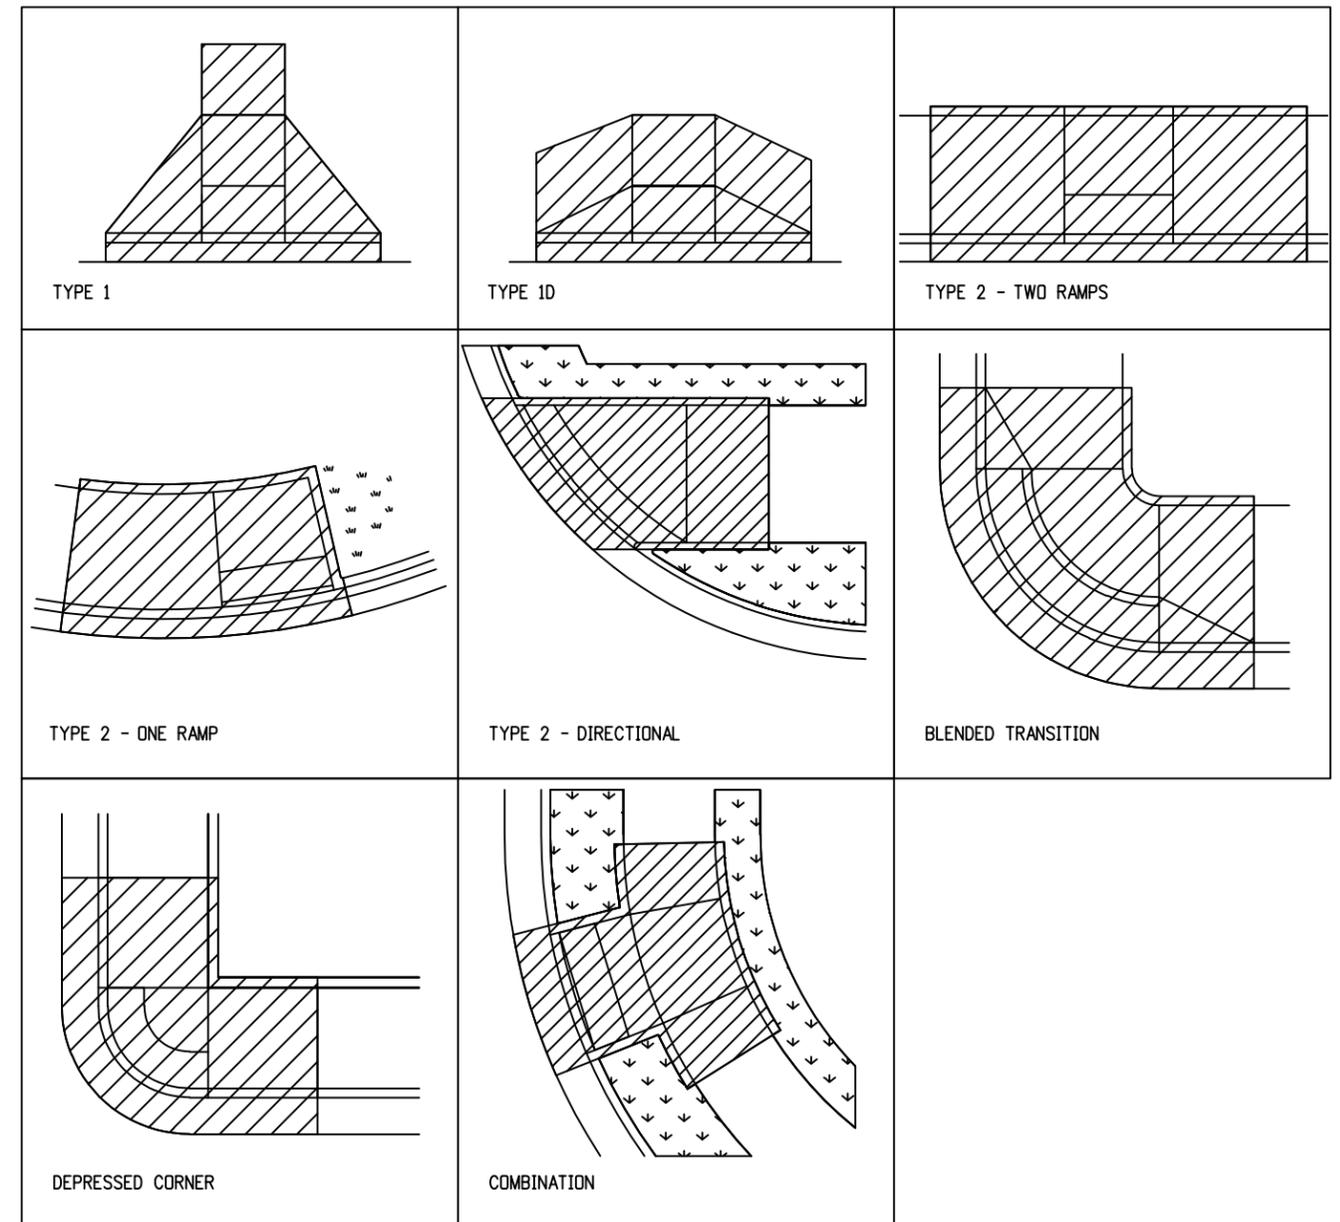 TYPE 1
TYPE 1D
TYPE 2 - TWO RAMPS
TYPE 2 - ONE RAMP
TYPE 2 - DIRECTIONAL
BLENDED TRANSITION
DEPRESSED CORNER
COMBINATION